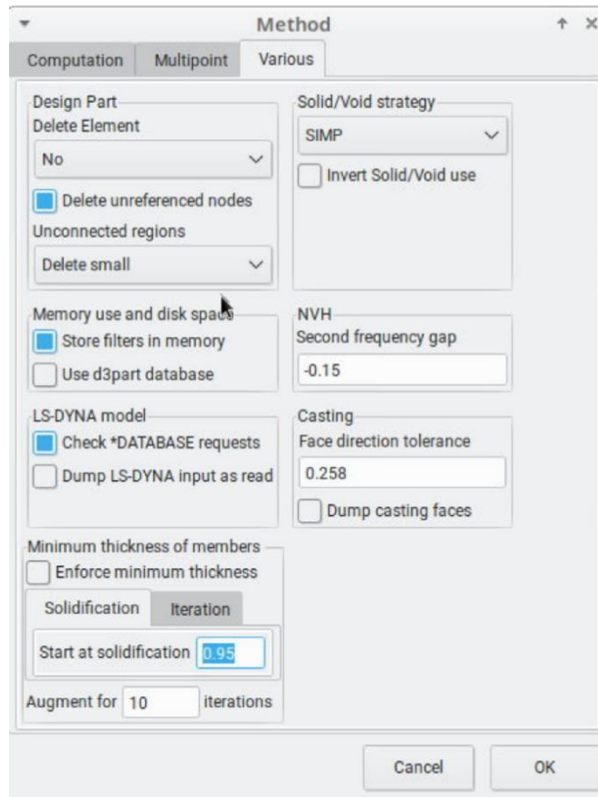 Method
Computation Multipoint Various
Design Part
Delete Element
No
Delete unreferenced nodes
Unconnected regions
Delete small
Solid/Void strategy
SIMP
Invert Solid/Void use
Memory use and disk space
Store filters in memory
Use d3part database
NVH
Second frequency gap
-0.15
LS-DYNA model
Check *DATABASE requests
Dump LS-DYNA input as read
Casting
Face direction tolerance
0.258
Dump casting faces
Minimum thickness of members
Enforce minimum thickness
Solidification Iteration
Start at solidification 0.95
Augment for 10 iterations
Cancel OK